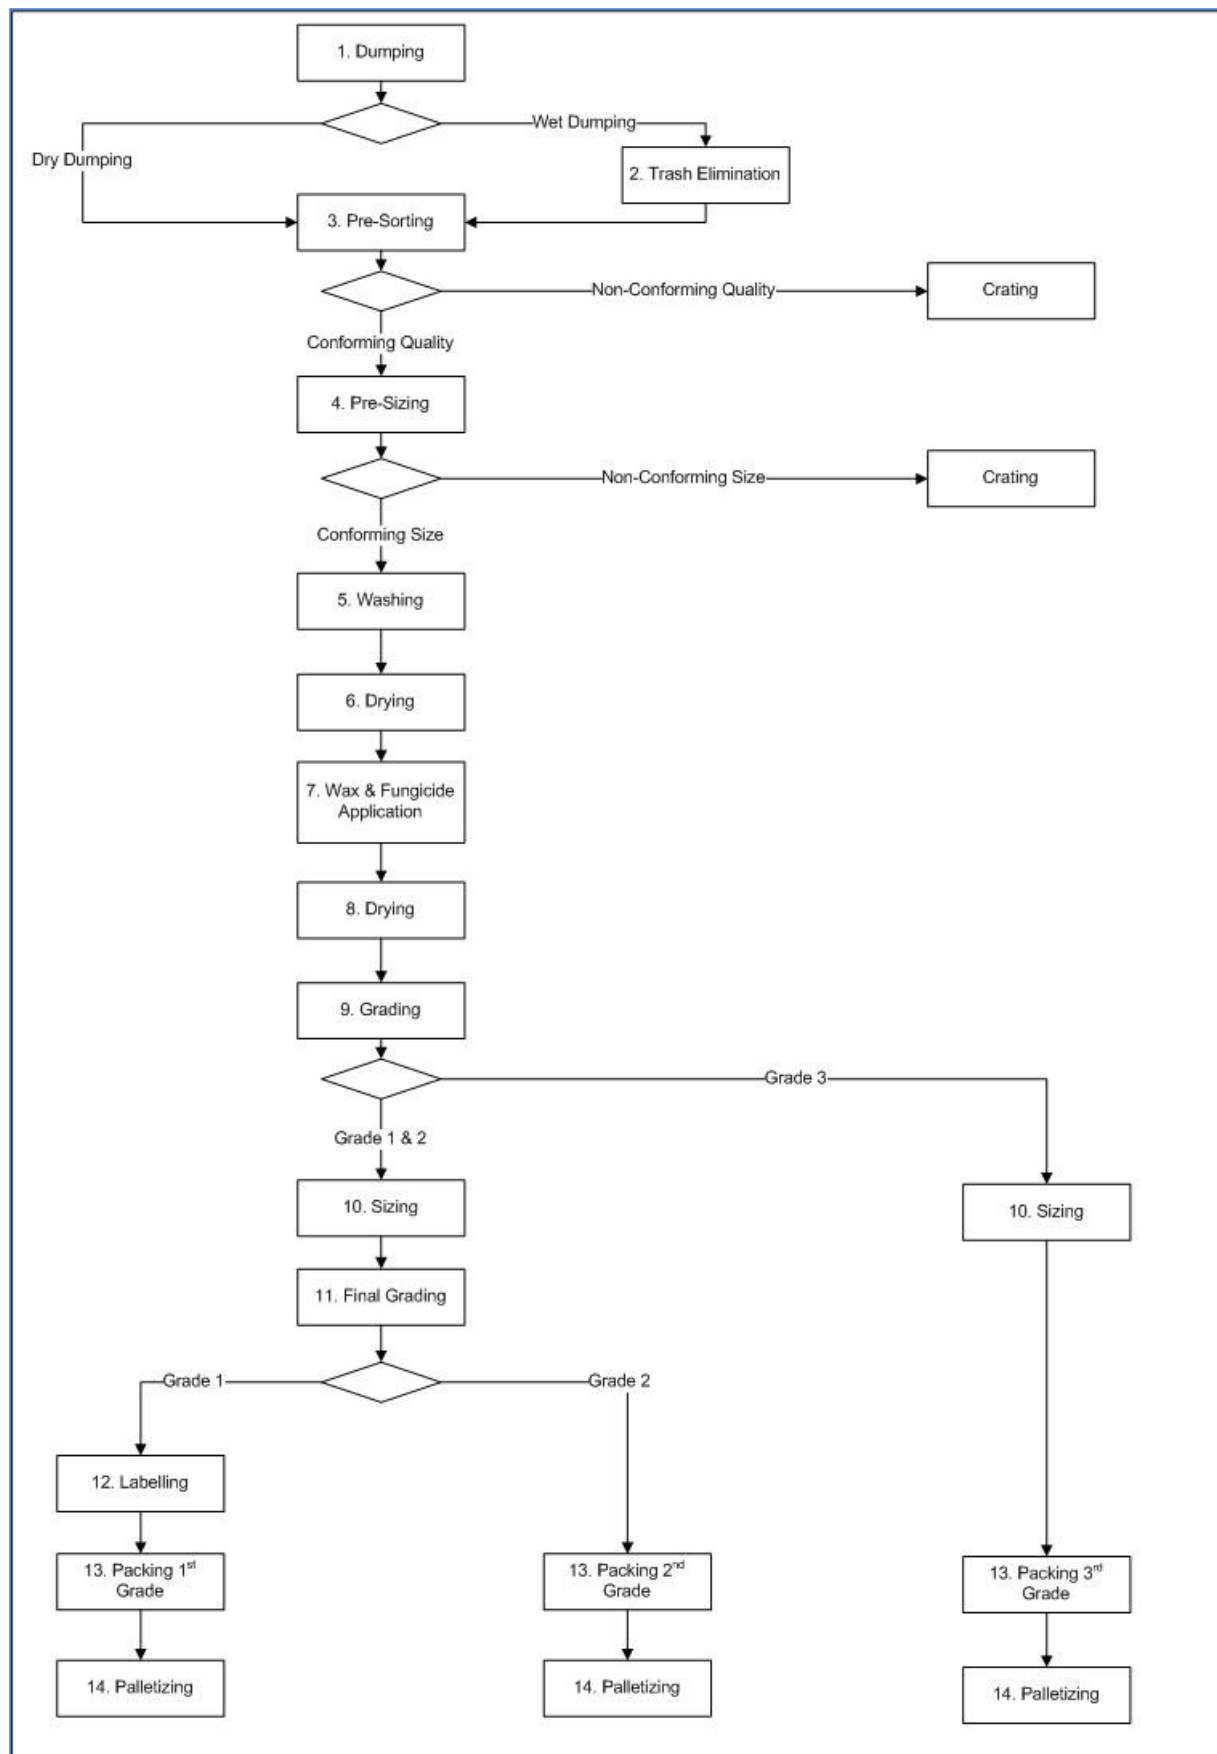 1. Dumping
Wet Dumping
Dry Dumping
2. Trash Elimination
3. Pre-Sorting
Non-Conforming Quality
Crating
Conforming Quality
4. Pre-Sizing
Non-Conforming Size
Crating
Conforming Size
5. Washing
6. Drying
7. Wax & Fungicide
Application
8. Drying
9. Grading
Grade 3
Grade 1 & 2
10. Sizing
10. Sizing
11. Final Grading
Grade 1
Grade 2
12. Labelling
13. Packing 1st
Grade
13. Packing 2nd
Grade
13. Packing 3rd
Grade
14. Palletizing
14. Palletizing
14. Palletizing